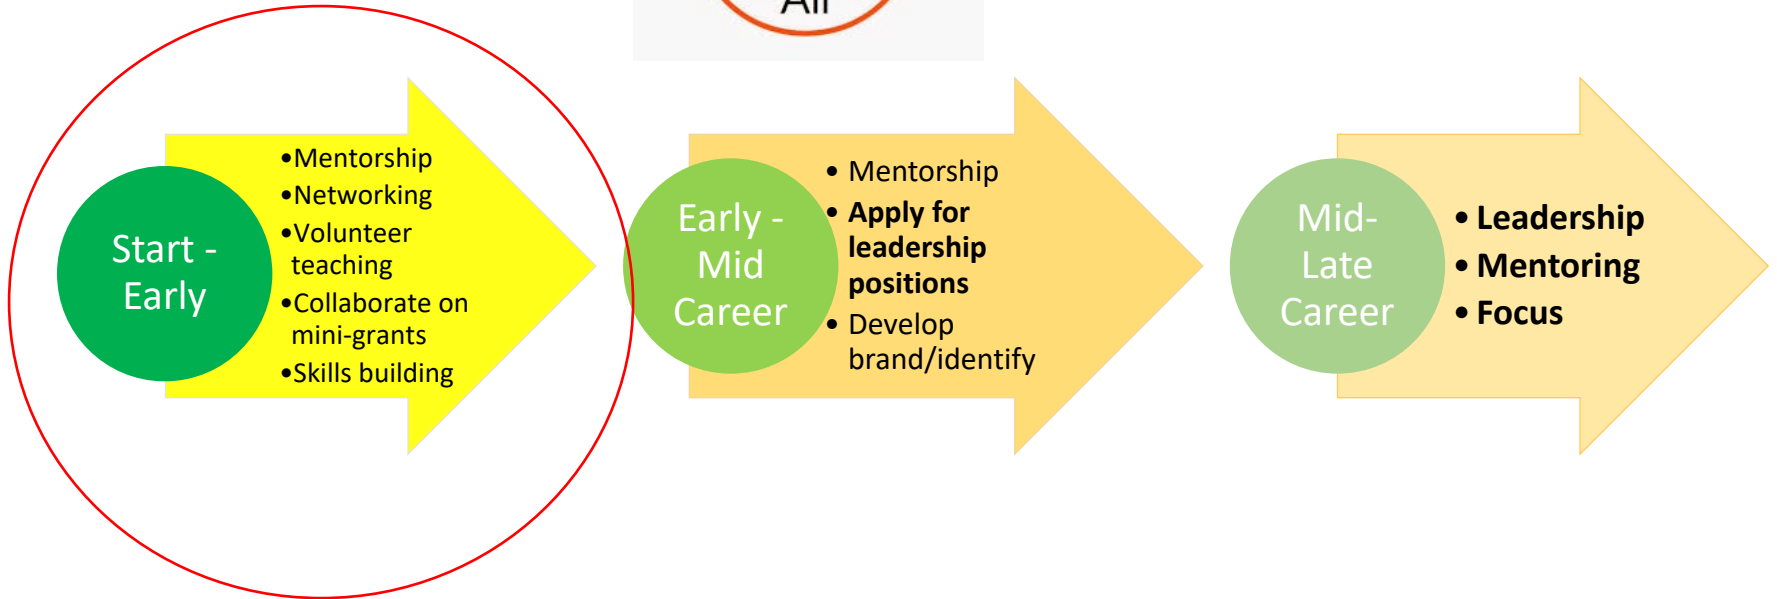 All
Start -
Early
•Mentorship
•Networking
•Volunteer
teaching
•Collaborate on
mini-grants
•Skills building
Early -
Mid
Career
• Mentorship
• Apply for
leadership
positions
• Develop
brand/identify
Mid-
Late
Career
• Leadership
• Mentoring
• Focus